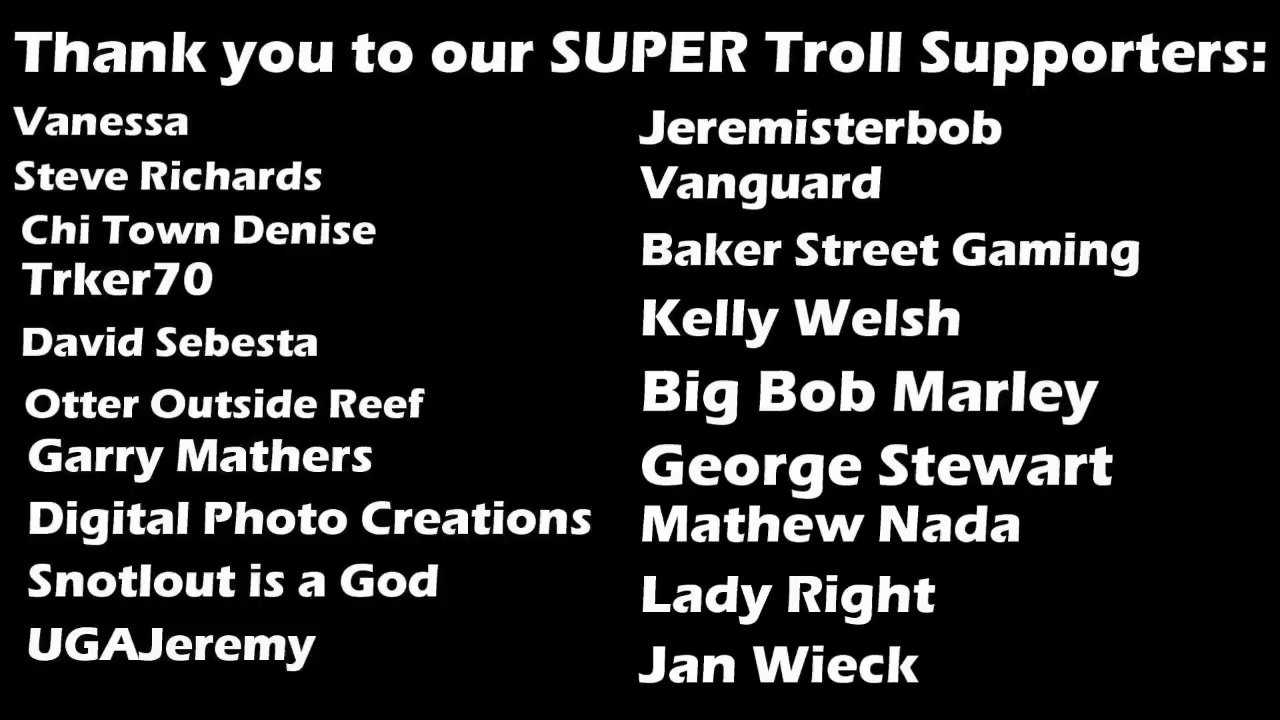 Thank you to our SUPER Troll Supporters:
Vanessa
Steve Richards
Chi Town Denise
Trker70
David Sebesta
Otter Outside Reef
Garry Mathers
Digital Photo Creations
Snotlout is a God
UGAJeremy
Jeremisterbob
Vanguard
Baker Street Gaming
Kelly Welsh
Big Bob Marley
George Stewart
Mathew Nada
Lady Right
Jan Wieck